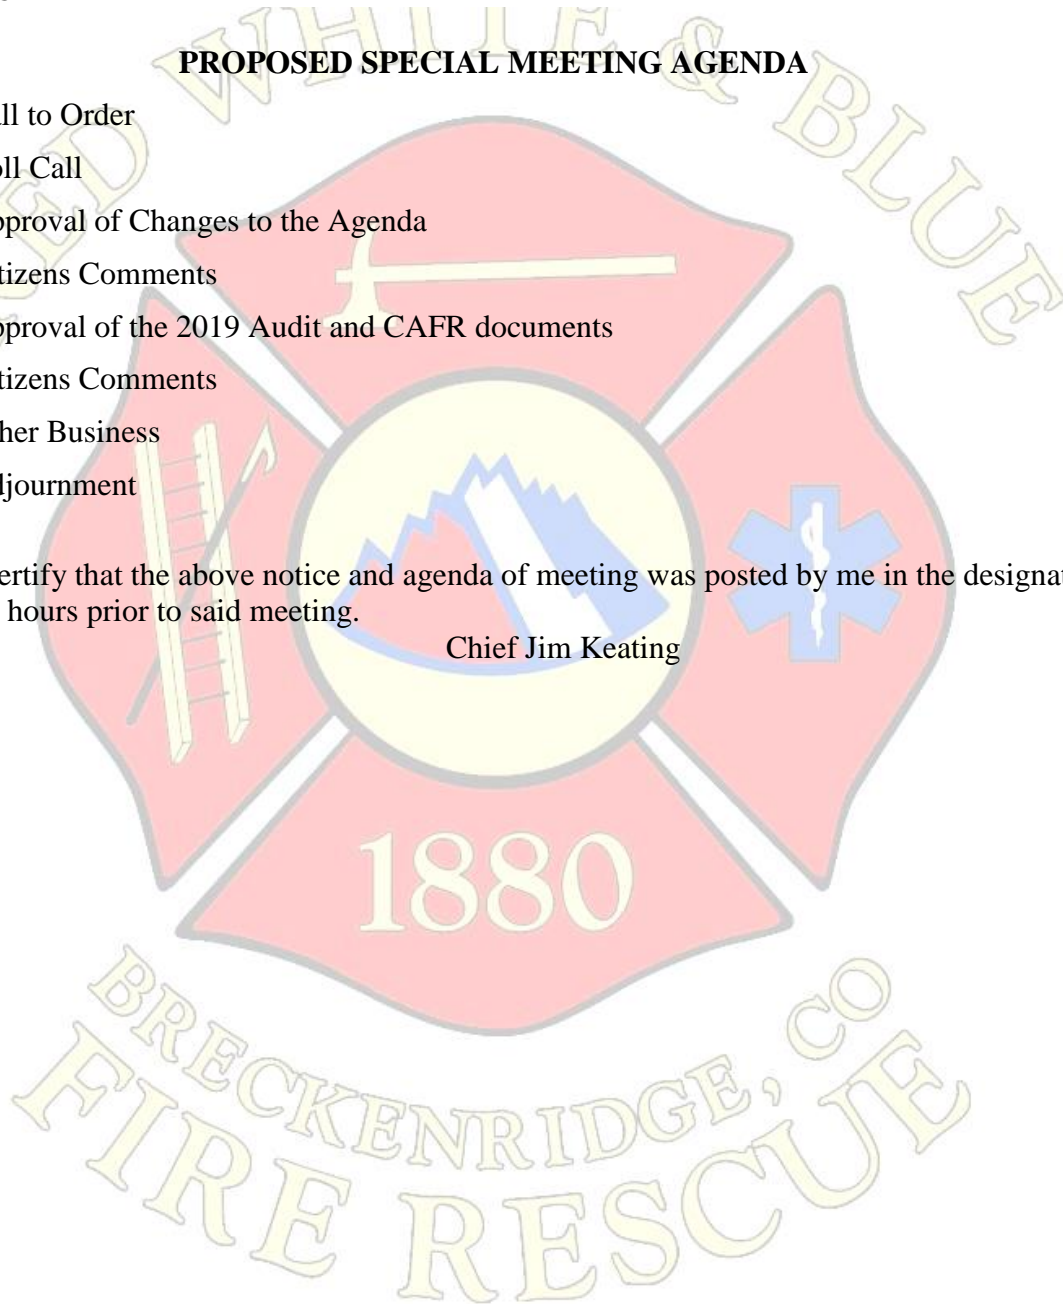 PROPOSED SPECIAL MEETING AGENDA
ll to Order
ll Call
proval of Changes to the Agenda
tizens Comments
proval of the 2019 Audit and CAFR documents
tizens Comments
her Business
journment
ertify that the above notice and agenda of meeting was posted by me in the designat
hours prior to said meeting.
Chief Jim Keating
RED WHITE & BLUE
1880
BRECKENRIDGE, CO
FIRE RESCUE